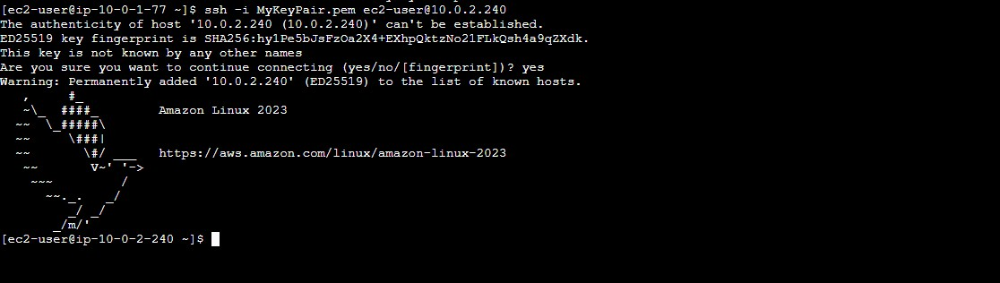 [ec2-user@ip-10-0-1-77 ~]$ ssh -i MyKeyPair.pem ec2-user@10.0.2.240
The authenticity of host '10.0.2.240 (10.0.2.240)' can't be established.
ED25519 key fingerprint is SHA256:hy1Pe5bJsFzOa2X4+EXhpQktzNo21FLkQsh4a9qZXdk.
This key is not known by any other names
Are you sure you want to continue connecting (yes/no/[fingerprint])? yes
Warning: Permanently added '10.0.2.240' (ED25519) to the list of known hosts.
   ,     #_
   ~\_  ####_        Amazon Linux 2023
  ~~  \_#####\
  ~~     \###|
  ~~       \#/ ___   https://aws.amazon.com/linux/amazon-linux-2023
   ~~       V~' '->
    ~~~         /
      ~~._.   _/
         _/ _/
       _/m/'
[ec2-user@ip-10-0-2-240 ~]$